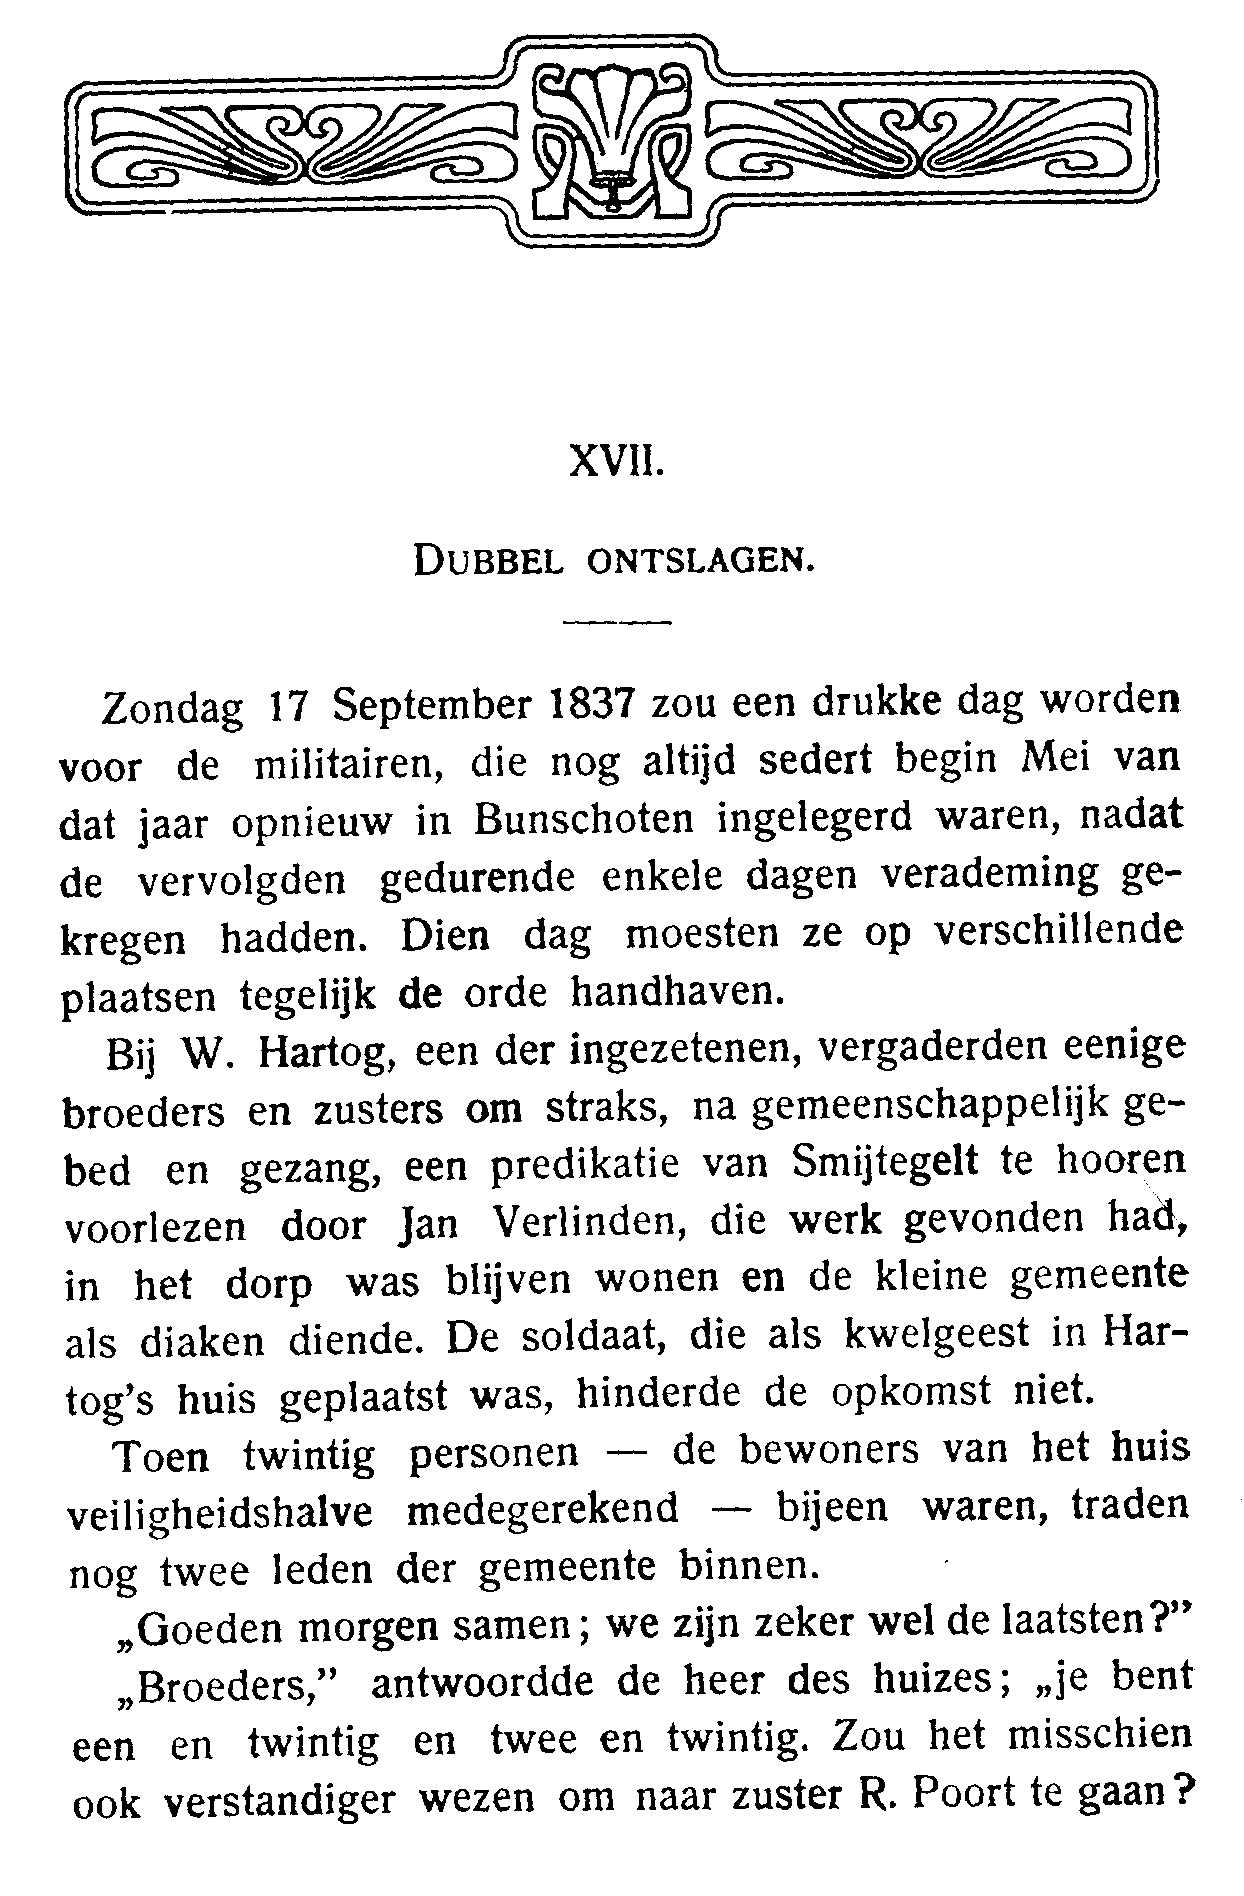 XVII.
DUBBEL ONTSLAGEN.
Zondag 17 September 1837 zou een drukke dag worden
voor de militairen, die nog altijd sedert begin Mei van
dat jaar opnieuw in Bunschoten ingelegerd waren, nadat
de vervolgden gedurende enkele dagen verademing ge-
kregen hadden. Dien dag moesten ze op verschillende
plaatsen tegelijk de orde handhaven.
Bij W. Hartog, een der ingezetenen, vergaderden eenige
broeders en zusters om straks, na gemeenschappelijk ge-
bed en gezang, een predikatie van Smijtegelt te hooren
voorlezen door Jan Verlinden, die werk gevonden had,
in het dorp was blijven wonen en de kleine gemeente
als diaken diende. De soldaat, die als kwelgeest in Har-
tog's huis geplaatst was, hinderde de opkomst niet.
Toen twintig personen — de bewoners van het huis
veiligheidshalve medegerekend — bijeen waren, traden
nog twee leden der gemeente binnen.
„Goeden morgen samen; we zijn zeker wel de laatsten?”
„Broeders,” antwoordde de heer des huizes; „je bent
een en twintig en twee en twintig. Zou het misschien
ook verstandiger wezen om naar zuster R. Poort te gaan?